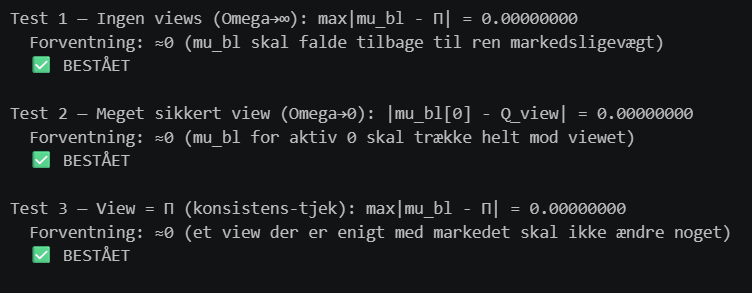 Test 1 — Ingen views (Omega→∞): max|mu_bl - Π| = 0.00000000
Forventning: ≈0 (mu_bl skal falde tilbage til ren markedsligevægt)
✅ BESTÅET
Test 2 — Meget sikkert view (Omega→0): |mu_bl[0] - Q_view| = 0.00000000
Forventning: ≈0 (mu_bl for aktiv 0 skal trække helt mod viewet)
✅ BESTÅET
Test 3 — View = Π (konsistens-tjek): max|mu_bl - Π| = 0.00000000
Forventning: ≈0 (et view der er enigt med markedet skal ikke ændre noget)
✅ BESTÅET